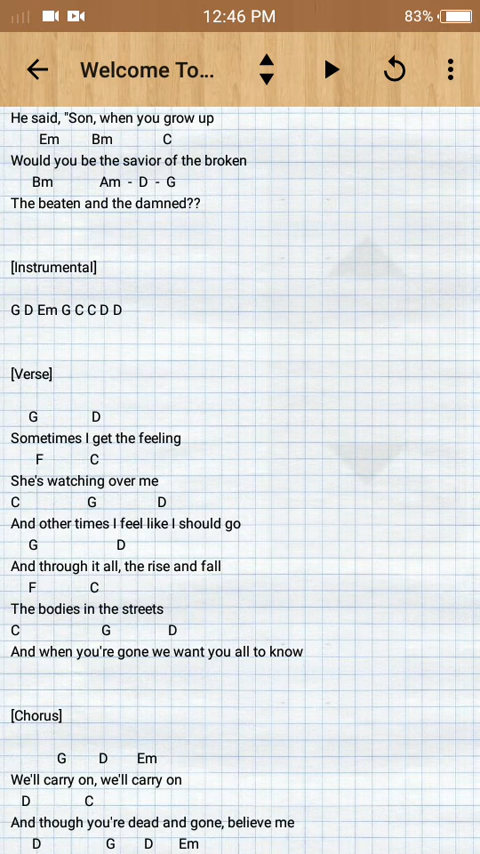 12:46 PM
83%
Welcome To...
He said, "Son, when you grow up
Em Bm C
Would you be the savior of the broken
Bm Am - D - G
The beaten and the damned??
[Instrumental]
G D Em G C C D D
[Verse]
G D
Sometimes I get the feeling
F C
She's watching over me
C G D
And other times I feel like I should go
G D
And through it all, the rise and fall
F C
The bodies in the streets
C G D
And when you're gone we want you all to know
[Chorus]
G D Em
We'll carry on, we'll carry on
D C
And though you're dead and gone, believe me
D G D Em